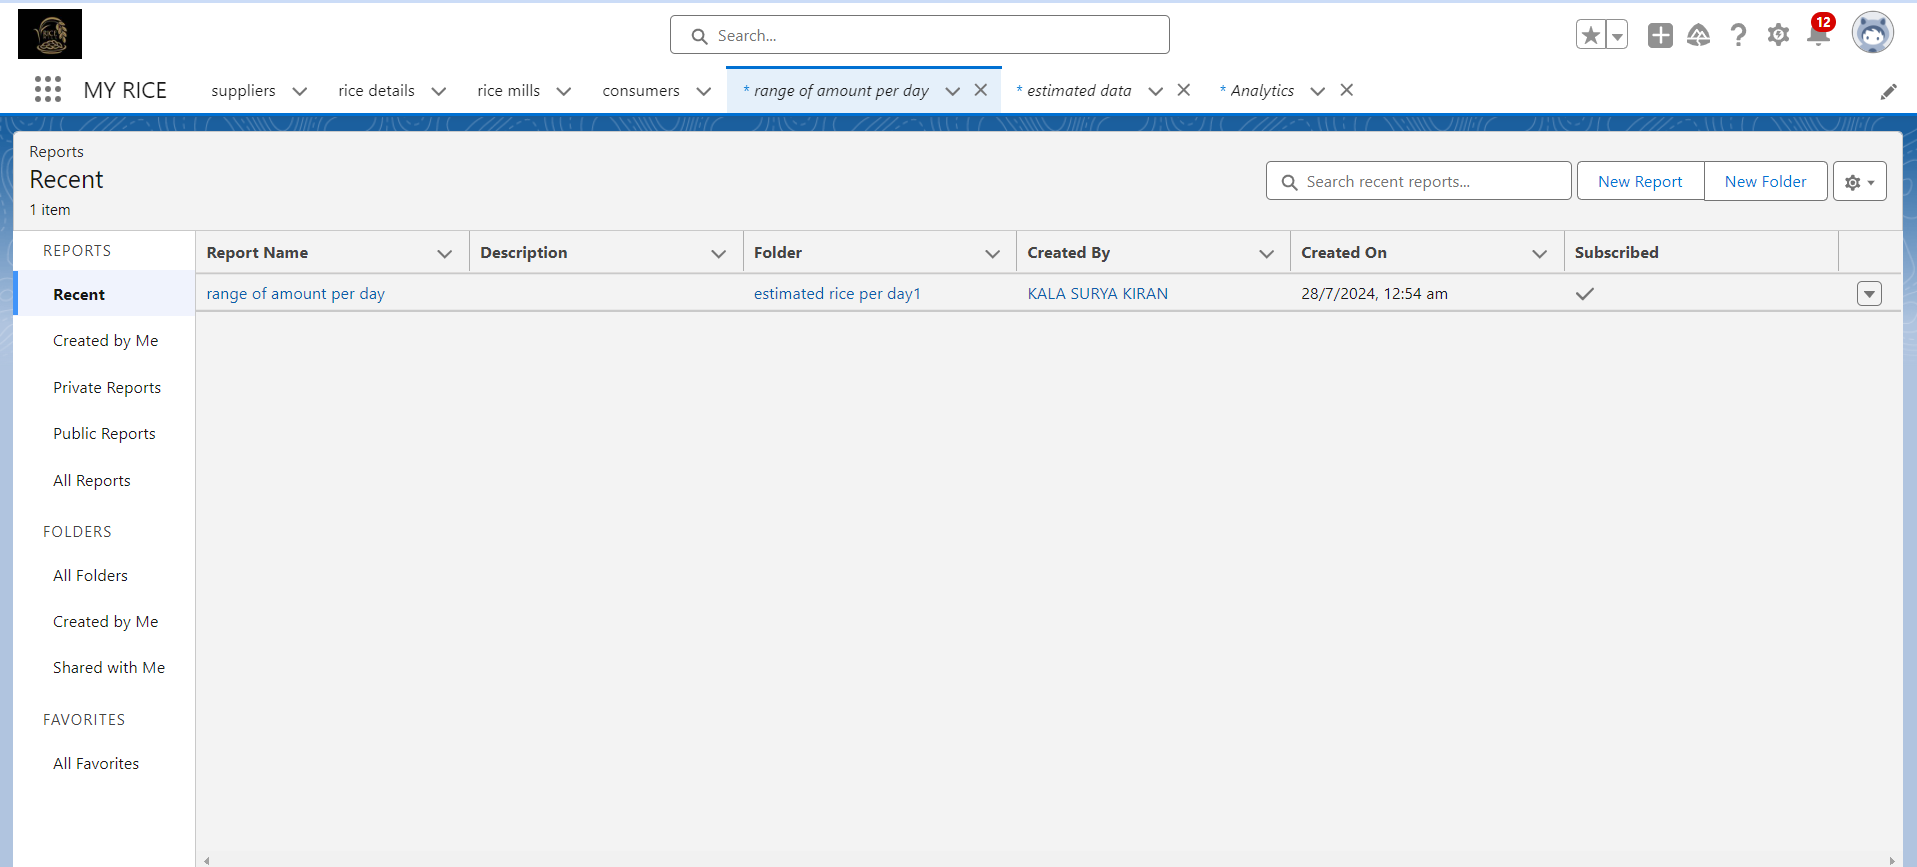 RICE
Search...
12
MY RICE
suppliers
rice details
rice mills
consumers
* range of amount per day
* estimated data
* Analytics
Reports
Recent
1 item
Search recent reports...
New Report
New Folder
REPORTS
Recent
Created by Me
Private Reports
Public Reports
All Reports
FOLDERS
All Folders
Created by Me
Shared with Me
FAVORITES
All Favorites
Report Name Description Folder Created By Created On Subscribed
range of amount per day estimated rice per day1 KALA SURYA KIRAN 28/7/2024, 12:54 am